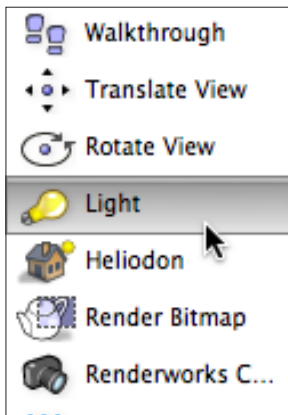 Walkthrough
Translate View
Rotate View
Light
Heliodon
Render Bitmap
Renderworks C...